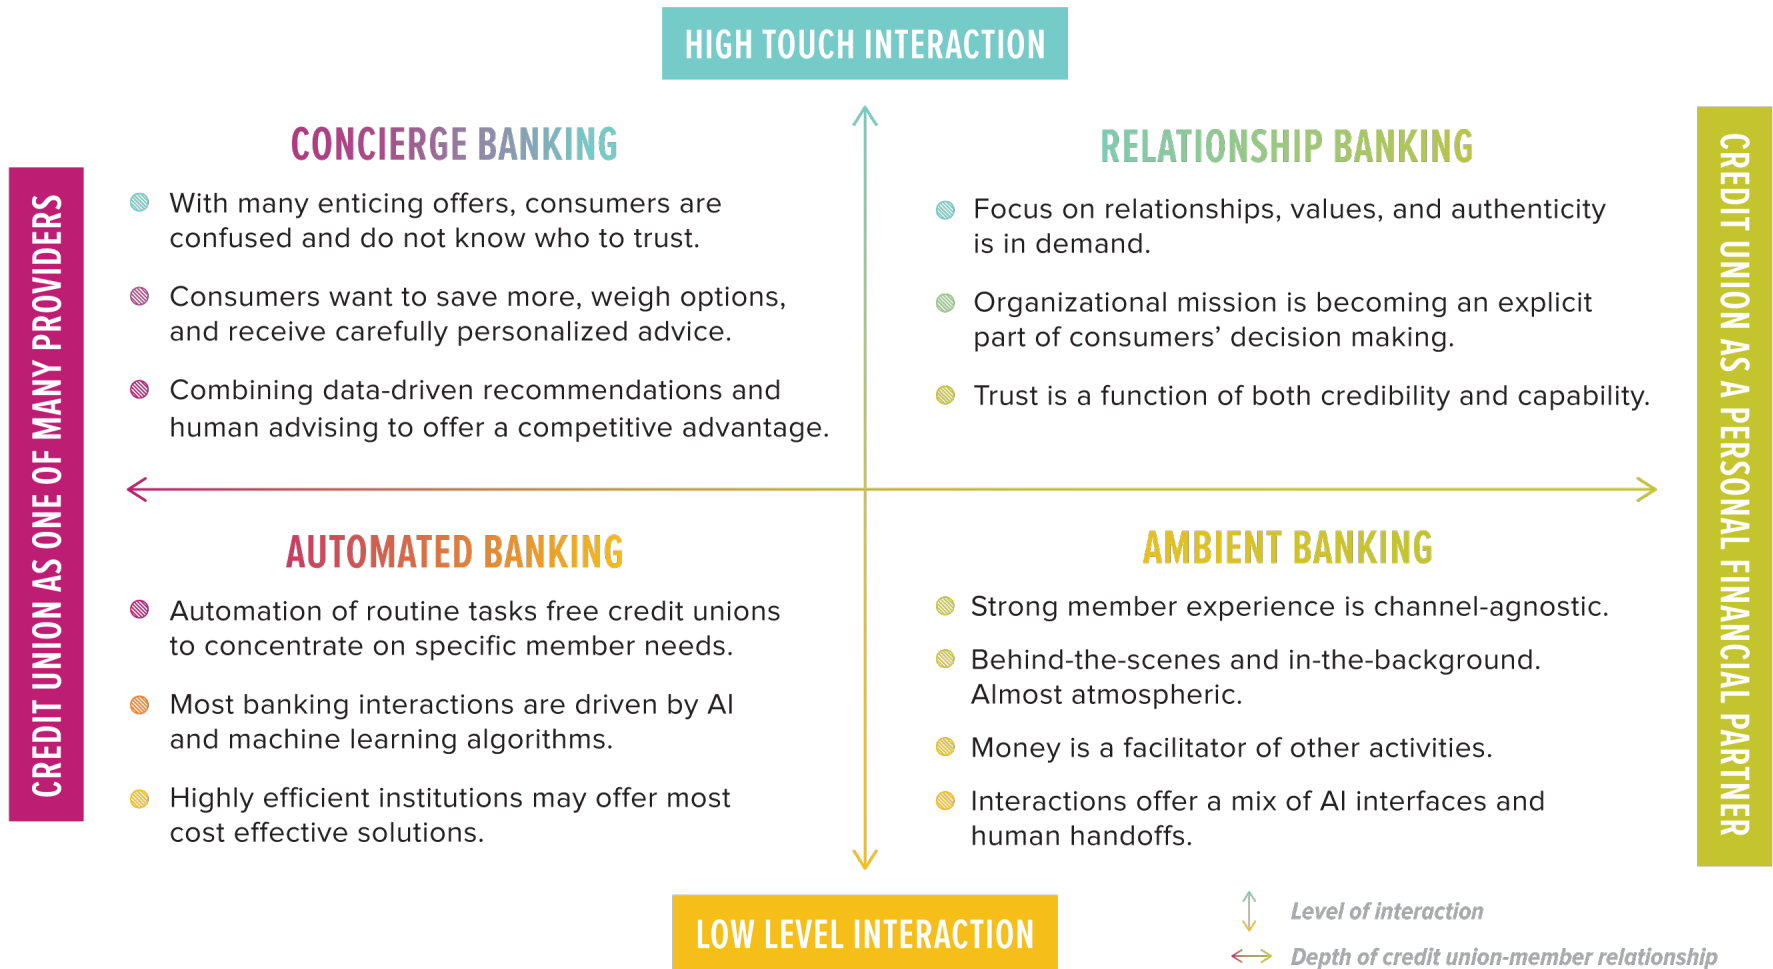 HIGH TOUCH INTERACTION
CREDIT UNION AS ONE OF MANY PROVIDERS
CONCIERGE BANKING
With many enticing offers, consumers are
confused and do not know who to trust.
Consumers want to save more, weigh options,
and receive carefully personalized advice.
Combining data-driven recommendations and
human advising to offer a competitive advantage.
RELATIONSHIP BANKING
Focus on relationships, values, and authenticity
is in demand.
Organizational mission is becoming an explicit
part of consumers’ decision making.
Trust is a function of both credibility and capability.
CREDIT UNION AS A PERSONAL FINANCIAL PARTNER
AUTOMATED BANKING
Automation of routine tasks free credit unions
to concentrate on specific member needs.
Most banking interactions are driven by AI
and machine learning algorithms.
Highly efficient institutions may offer most
cost effective solutions.
AMBIENT BANKING
Strong member experience is channel-agnostic.
Behind-the-scenes and in-the-background.
Almost atmospheric.
Money is a facilitator of other activities.
Interactions offer a mix of AI interfaces and
human handoffs.
LOW LEVEL INTERACTION
Level of interaction
Depth of credit union-member relationship